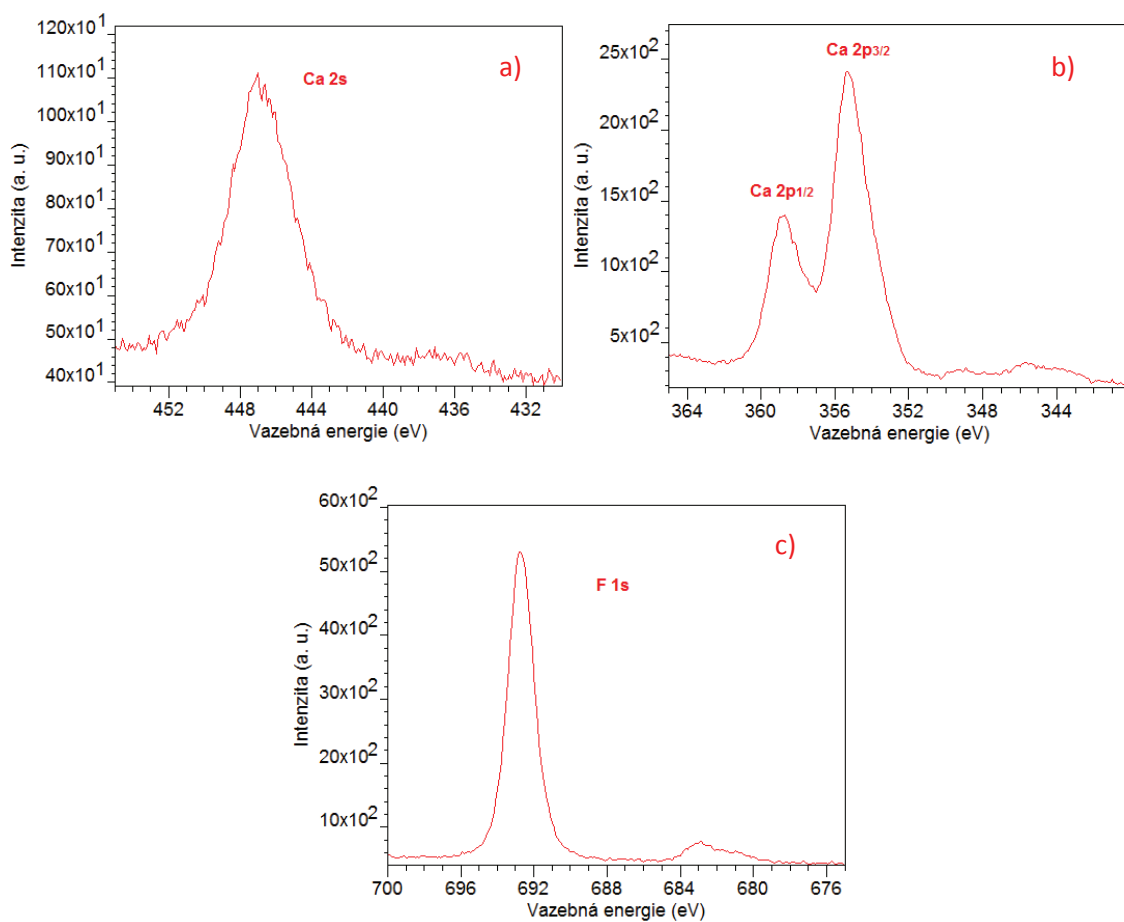 120x10¹
110x10¹
100x10¹
90x10¹
80x10¹
70x10¹
60x10¹
50x10¹
40x10¹
Intenzita (a. u.)
Ca 2s
a)
452 448 444 440 436 432
Vazebná energie (eV)
25x10²
20x10²
15x10²
10x10²
5x10²
Intenzita (a. u.)
Ca 2p3/2
b)
Ca 2p1/2
364 360 356 352 348 344
Vazebná energie (eV)
60x10²
50x10²
40x10²
30x10²
20x10²
10x10²
Intenzita (a. u.)
c)
F 1s
700 696 692 688 684 680 676
Vazebná energie (eV)